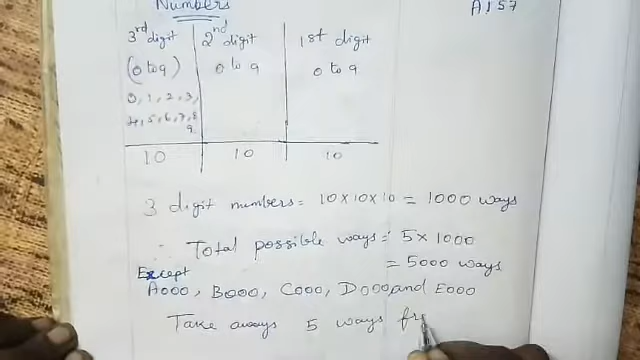 Numbers
A157
3rd digit 2nd digit 1st digit
(0 to 9) 0 to 9 0 to 9
0, 1, 2, 3,
4, 5, 6, 7, 8
9
10 10 10
3 digit numbers = 10 x 10 x 10 = 1000 ways
∴ Total possible ways = 5 x 1000
= 5000 ways
Except
A000, B000, C000, D000, and E000
Take aways 5 ways fr